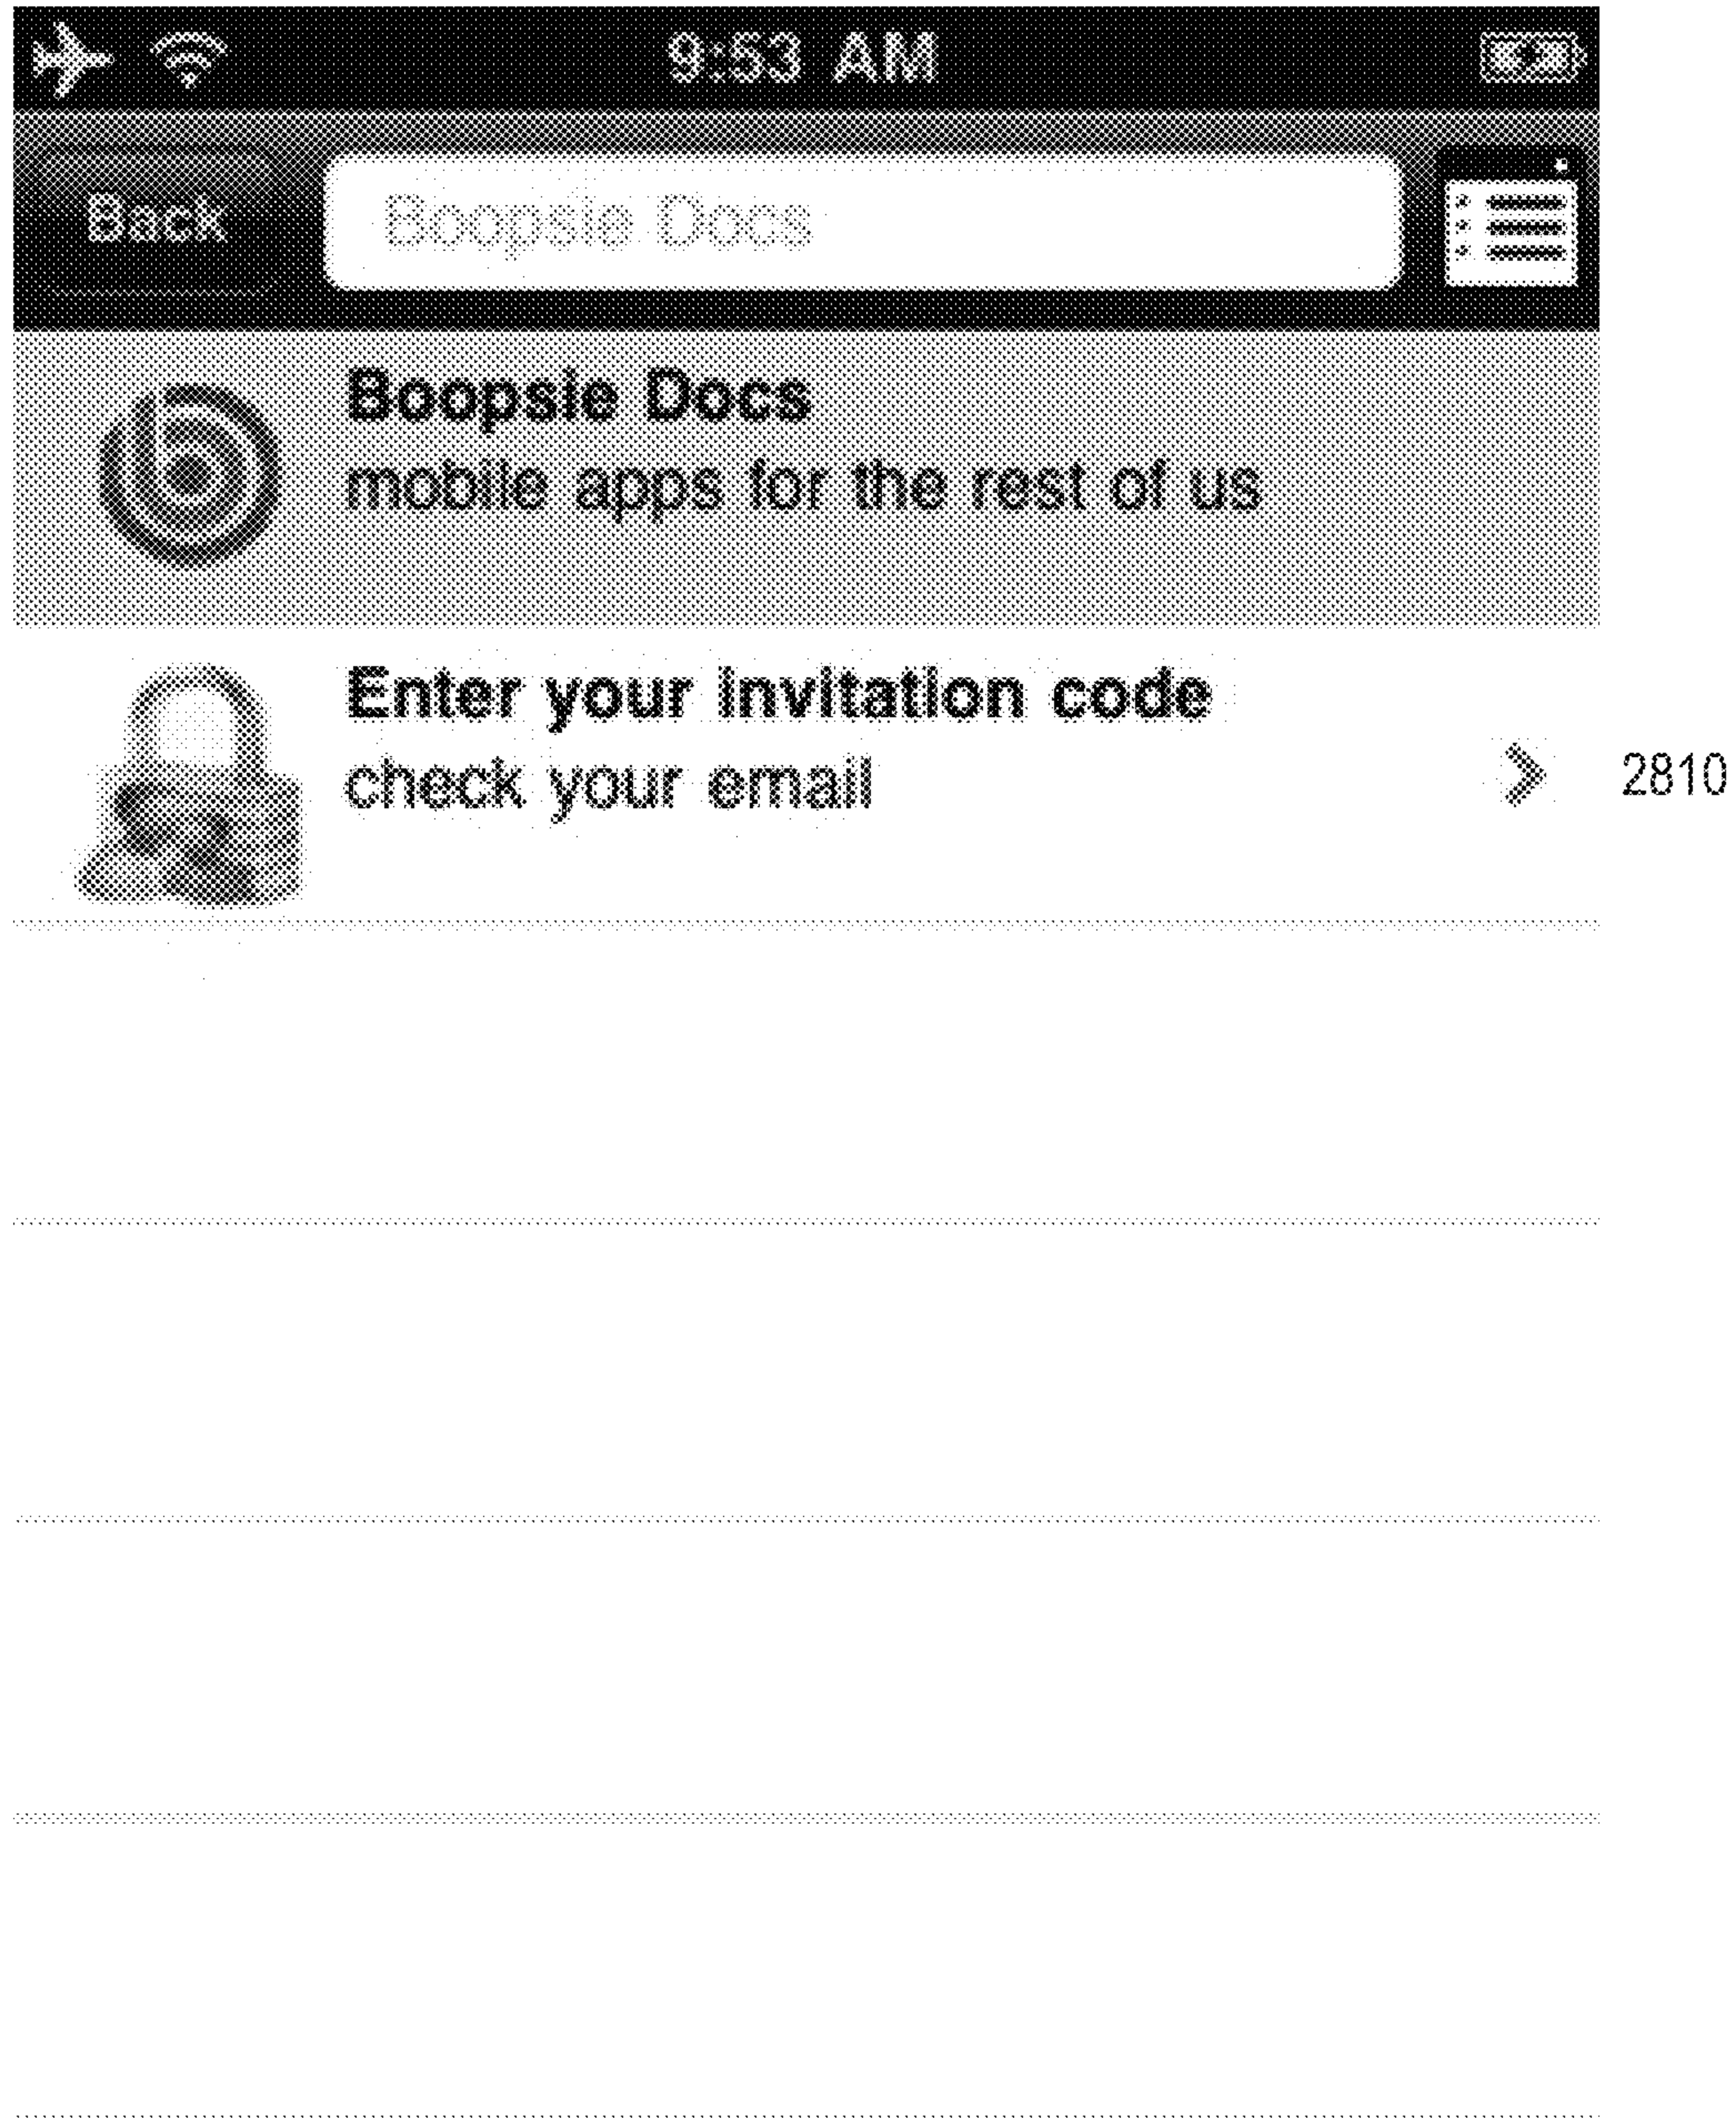 9:53 AM
Back
Boopsie Docs
Boopsie Docs
mobile apps for the rest of us
Enter your invitation code
check your email
2810